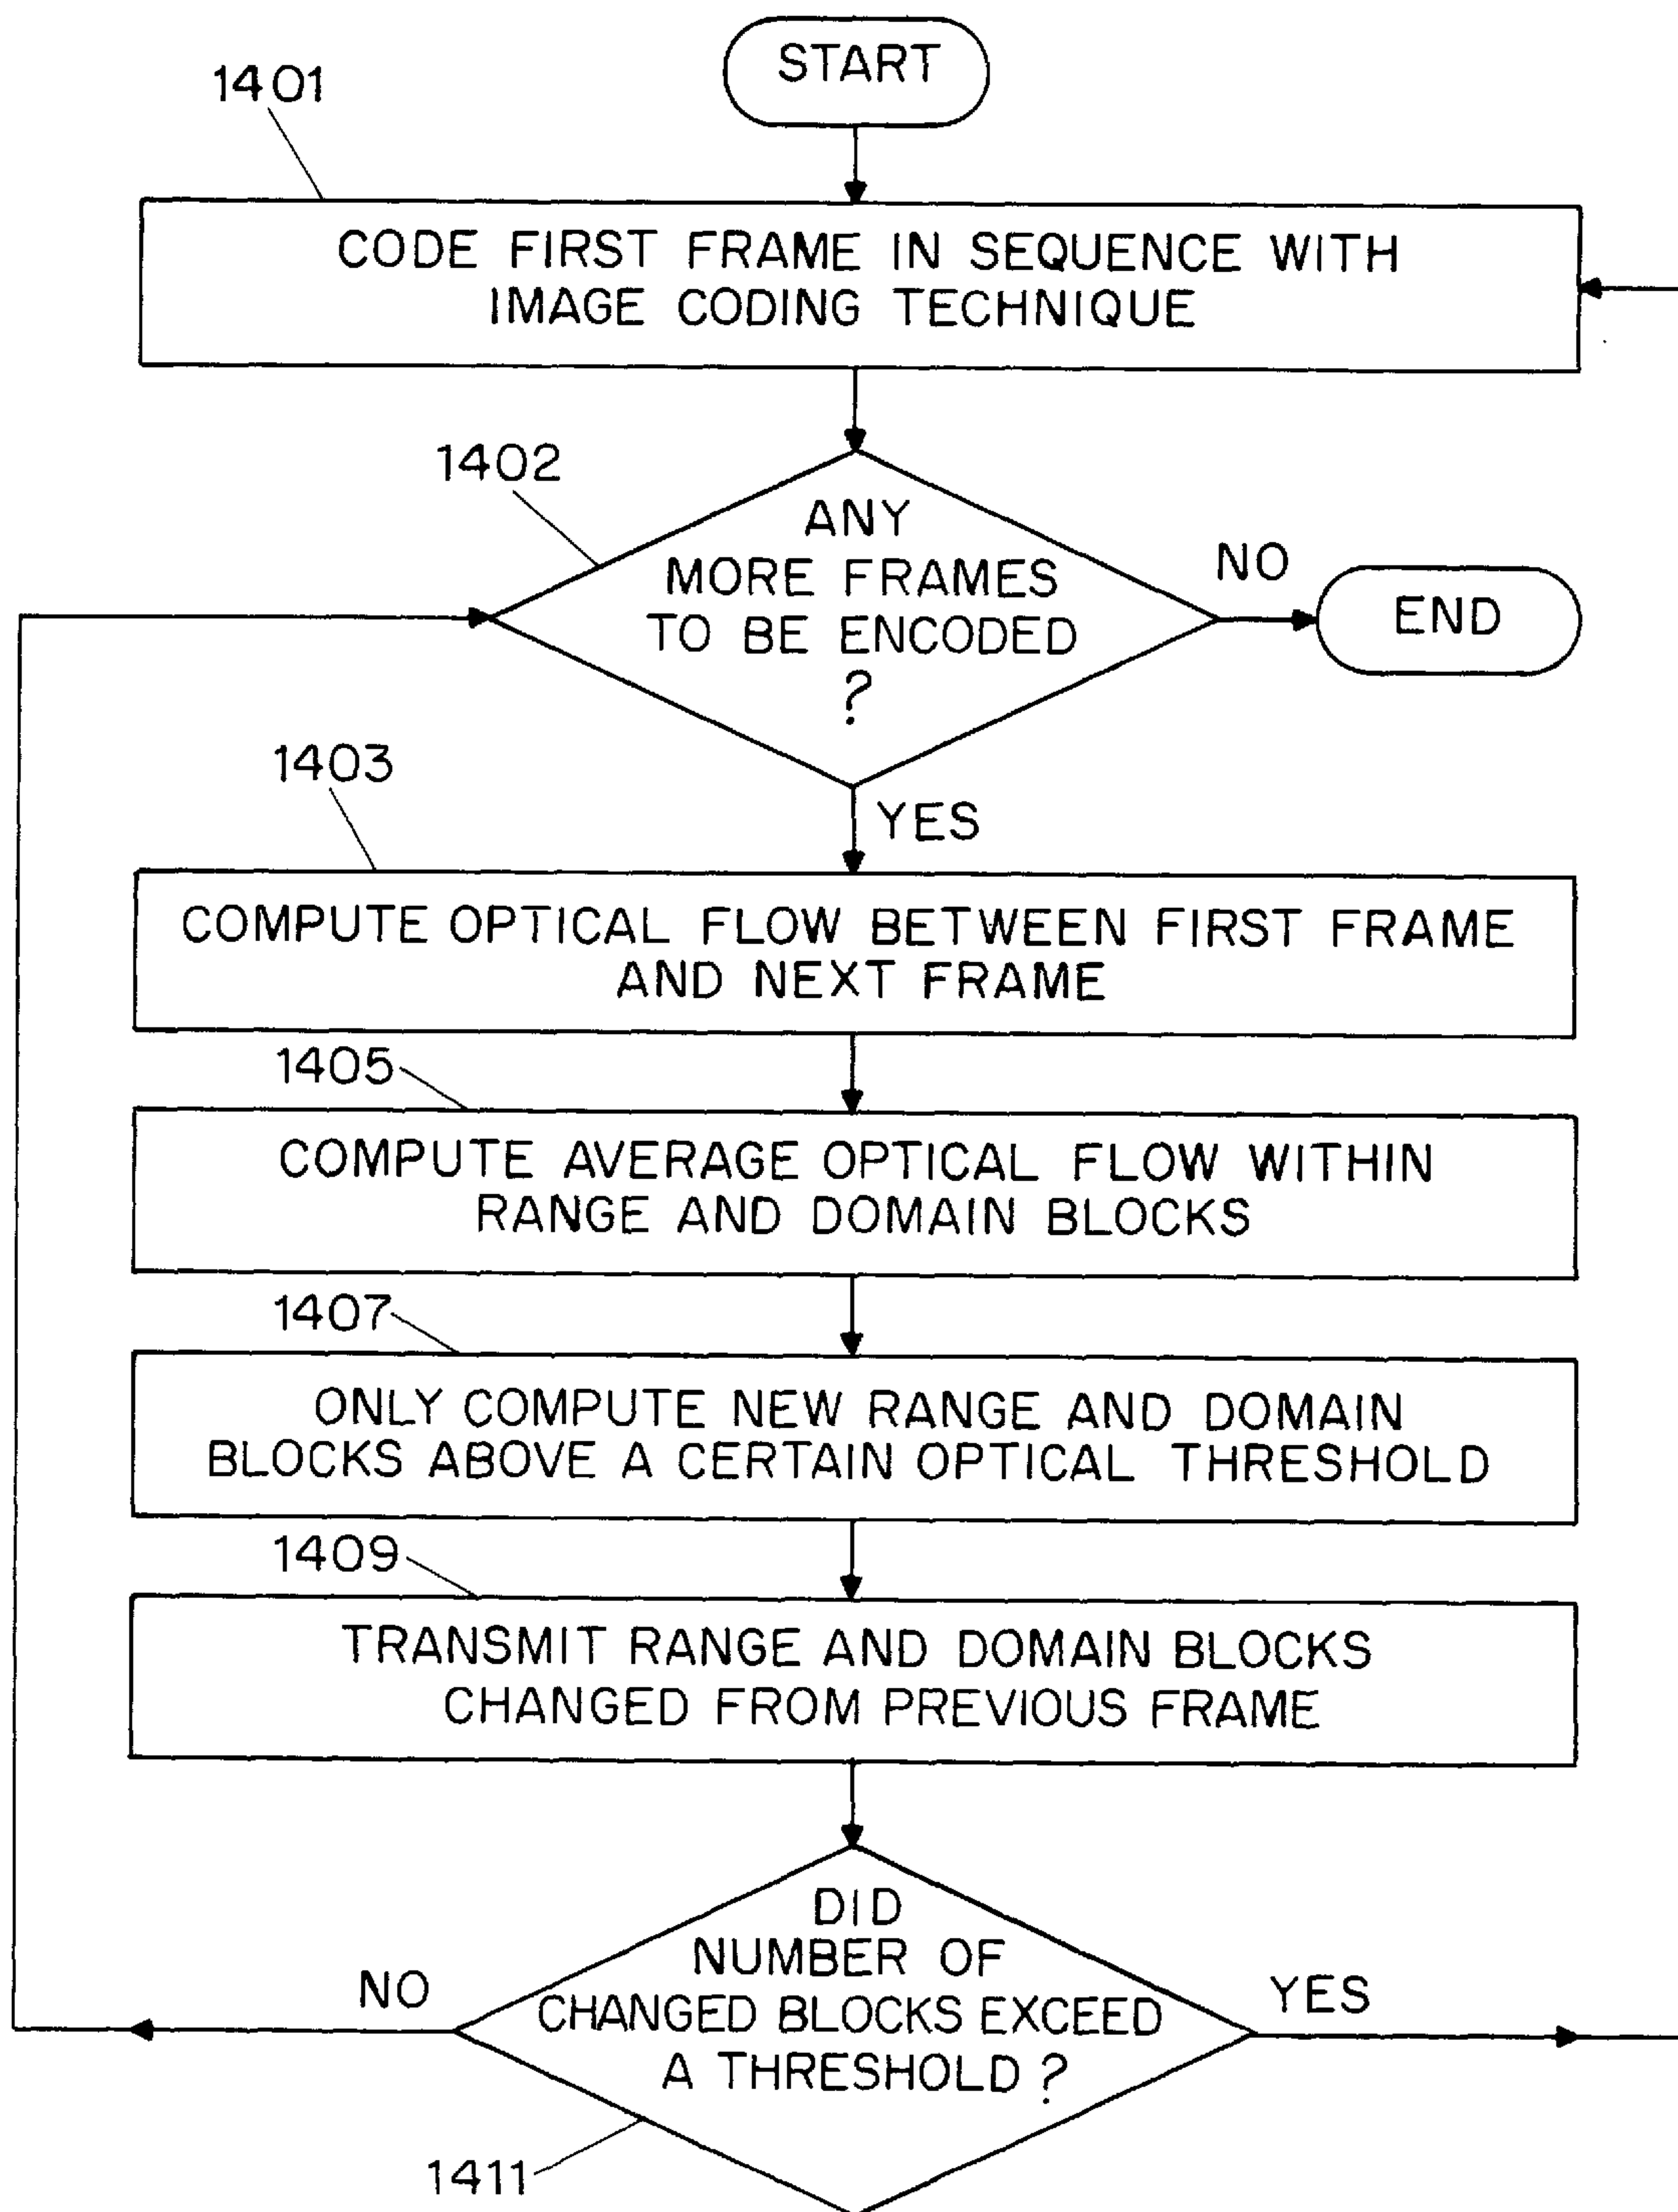 START
1401
CODE FIRST FRAME IN SEQUENCE WITH
IMAGE CODING TECHNIQUE
1402
ANY
MORE FRAMES
TO BE ENCODED
?
NO
END
1403
YES
COMPUTE OPTICAL FLOW BETWEEN FIRST FRAME
AND NEXT FRAME
1405
COMPUTE AVERAGE OPTICAL FLOW WITHIN
RANGE AND DOMAIN BLOCKS
1407
ONLY COMPUTE NEW RANGE AND DOMAIN
BLOCKS ABOVE A CERTAIN OPTICAL THRESHOLD
1409
TRANSMIT RANGE AND DOMAIN BLOCKS
CHANGED FROM PREVIOUS FRAME
DID
NUMBER OF
CHANGED BLOCKS EXCEED
A THRESHOLD ?
NO
YES
1411